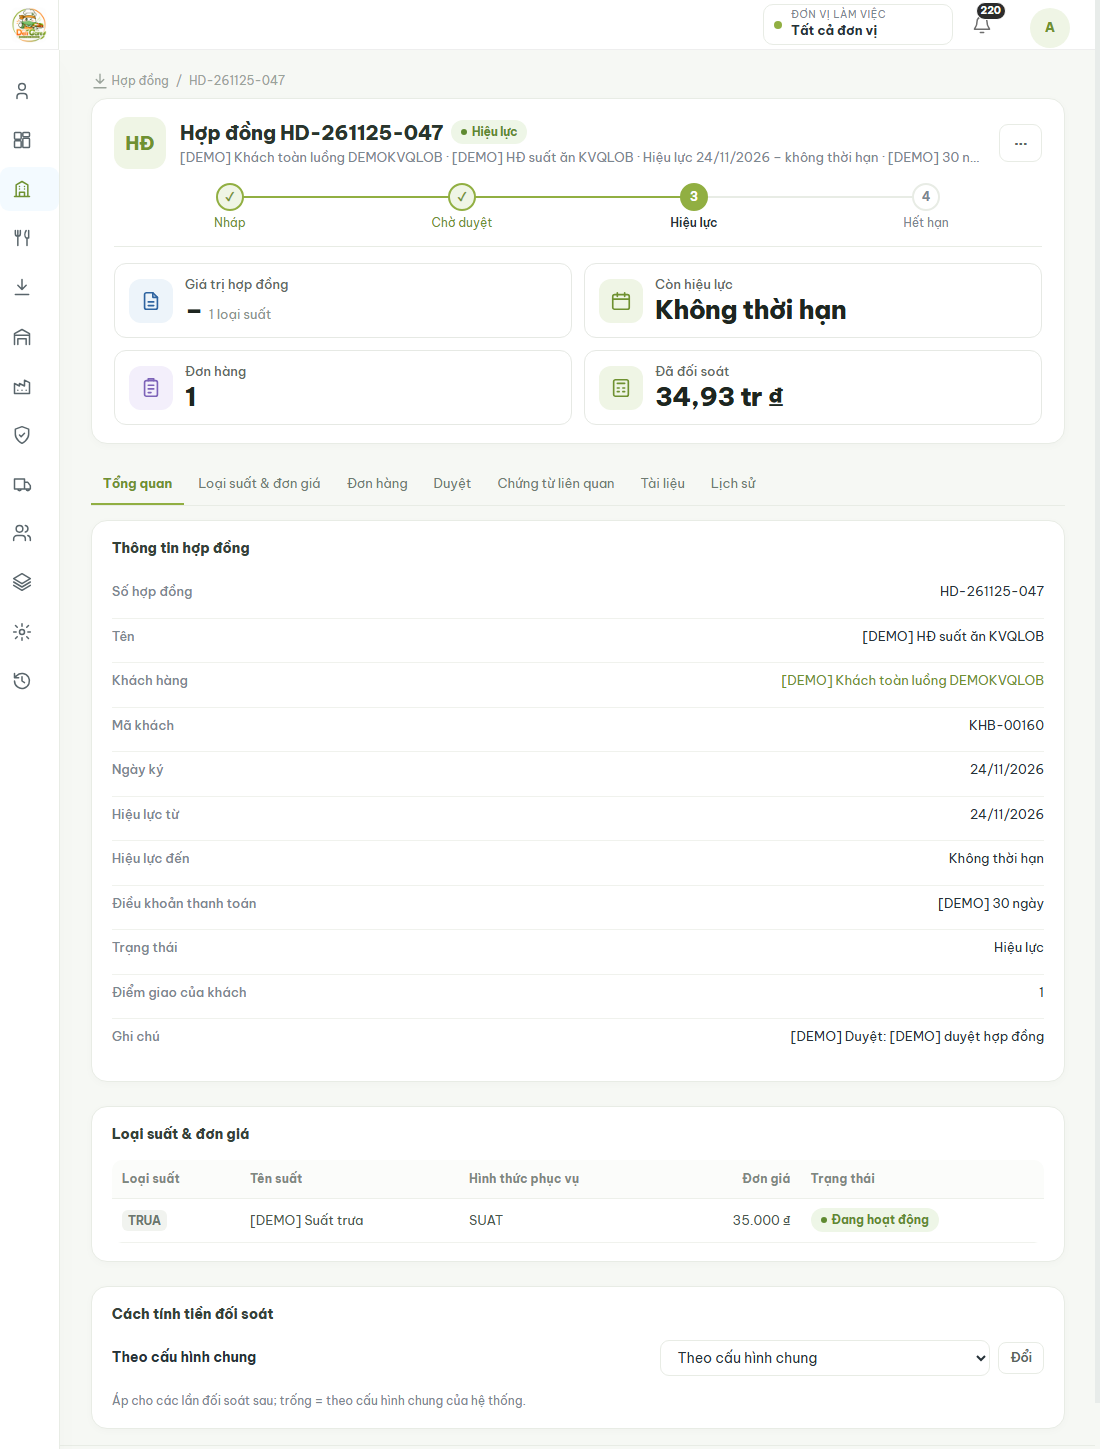 ĐƠN VỊ LÀM VIỆC
Tất cả đơn vị
220
A
Hợp đồng / HD-261125-047
HĐ
Hợp đồng HD-261125-047
Hiệu lực
[DEMO] Khách toàn luồng DEMOKVQLOB · [DEMO] HĐ suất ăn KVQLOB · Hiệu lực 24/11/2026 – không thời hạn · [DEMO] 30 n...
...
✓ ✓ 3 4
Nháp Chờ duyệt Hiệu lực Hết hạn
Giá trị hợp đồng
– 1 loại suất
Còn hiệu lực
Không thời hạn
Đơn hàng
1
Đã đối soát
34,93 tr ₫
Tổng quan Loại suất & đơn giá Đơn hàng Duyệt Chứng từ liên quan Tài liệu Lịch sử
Thông tin hợp đồng
Số hợp đồng HD-261125-047
Tên [DEMO] HĐ suất ăn KVQLOB
Khách hàng [DEMO] Khách toàn luồng DEMOKVQLOB
Mã khách KHB-00160
Ngày ký 24/11/2026
Hiệu lực từ 24/11/2026
Hiệu lực đến Không thời hạn
Điều khoản thanh toán [DEMO] 30 ngày
Trạng thái Hiệu lực
Điểm giao của khách 1
Ghi chú [DEMO] Duyệt: [DEMO] duyệt hợp đồng
Loại suất & đơn giá
Loại suất Tên suất Hình thức phục vụ Đơn giá Trạng thái
TRUA [DEMO] Suất trưa SUAT 35.000 ₫ Đang hoạt động
Cách tính tiền đối soát
Theo cấu hình chung Theo cấu hình chung Đổi
Áp cho các lần đối soát sau; trống = theo cấu hình chung của hệ thống.